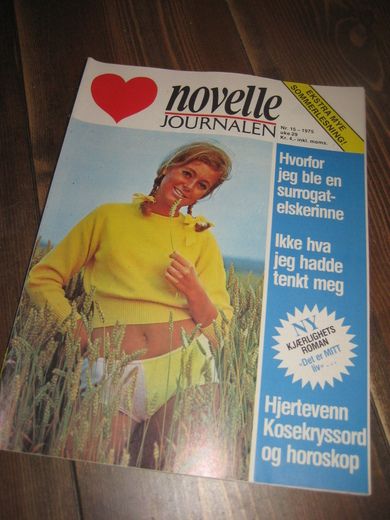 novelle
JOURNALEN
EKSTRA MYE
SOMMERLESNING!
Nr. 15 - 1975
uke 29
Kr. 4,- inkl. moms.
Hvorfor
jeg ble en
surrogat-
elskerinne
Ikke hva
jeg hadde
tenkt meg
NY
KJÆRLIGHETS
ROMAN
«Det er MITT
liv» ...
Hjertevenn
Kosekryssord
og horoskop